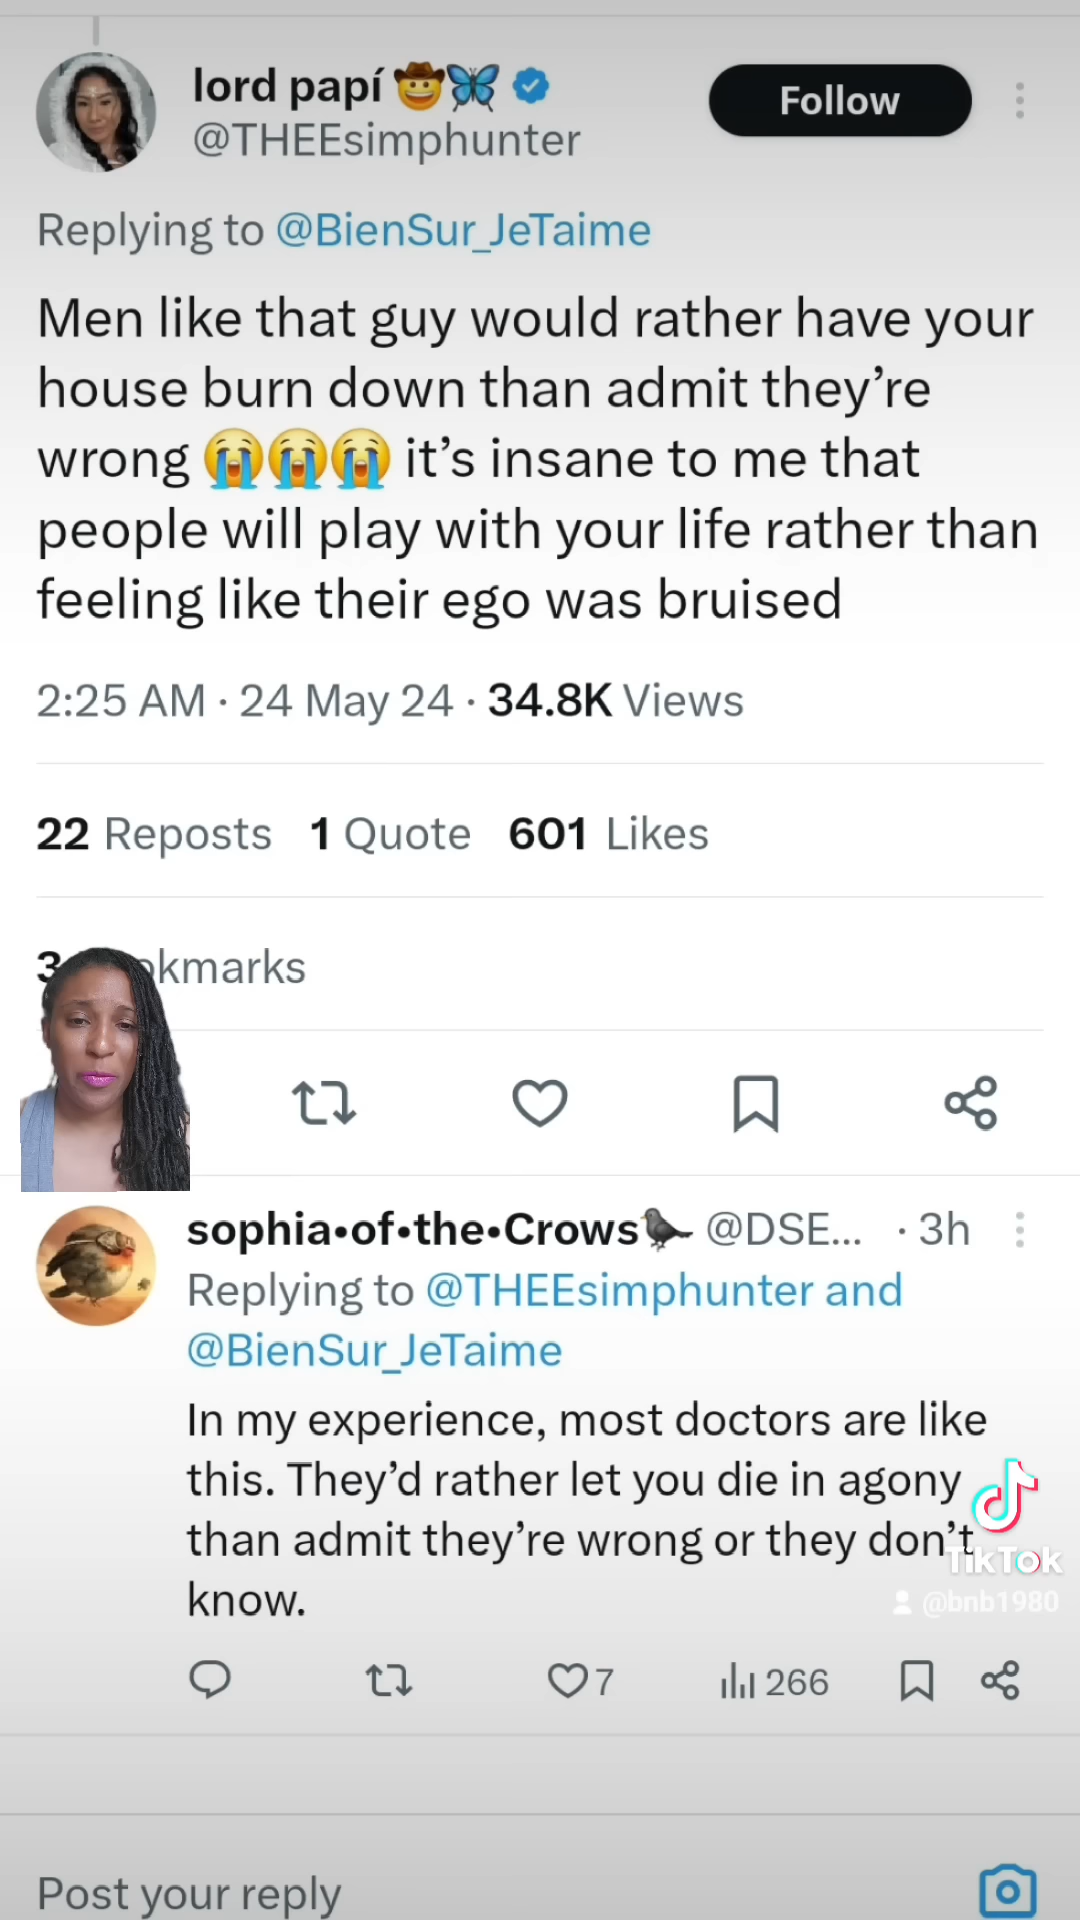 lord papí 🤠🦋
Follow
@THEEsimphunter
Replying to @BienSur_JeTaime
Men like that guy would rather have your
house burn down than admit they’re
wrong 😭😭😭 it’s insane to me that
people will play with your life rather than
feeling like their ego was bruised
2:25 AM · 24 May 24 · 34.8K Views
22 Reposts 1 Quote 601 Likes
3
sophia•of•the•Crows🐦‍⬛ @DSE... · 3h
Replying to @THEEsimphunter and
@BienSur_JeTaime
In my experience, most doctors are like
this. They’d rather let you die in agony
than admit they’re wrong or they don’t
know.
TikTok
@bnb1980
7 266
Post your reply